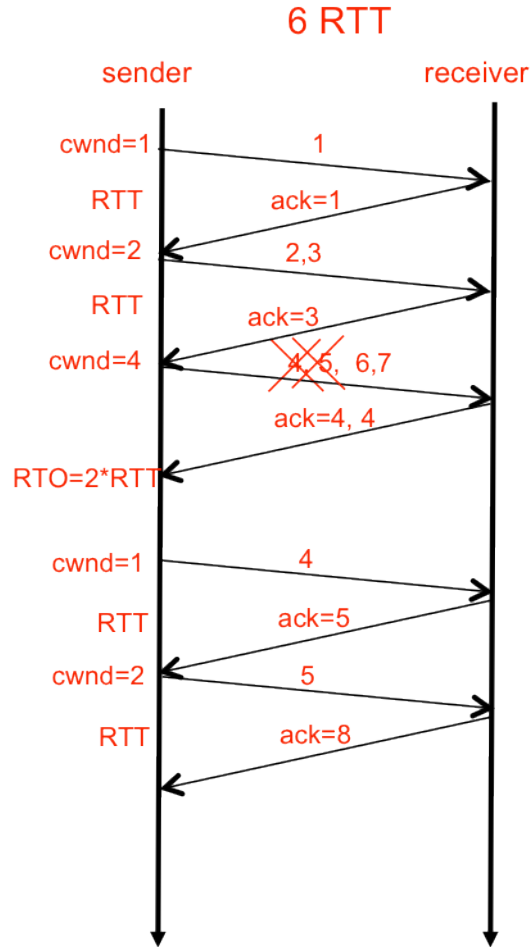 6 RTT
sender
receiver
cwnd=1
1
RTT
ack=1
cwnd=2
2,3
RTT
ack=3
cwnd=4
4, 5, 6,7
ack=4, 4
RTO=2*RTT
cwnd=1
4
RTT
ack=5
cwnd=2
5
RTT
ack=8